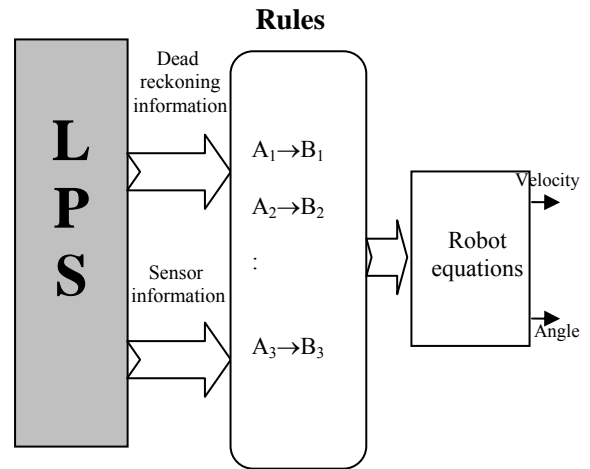 Rules
L
P
S
Dead
reckoning
information
Sensor
information
A₁→B₁
A₂→B₂
:
A₃→B₃
Robot
equations
Velocity
Angle